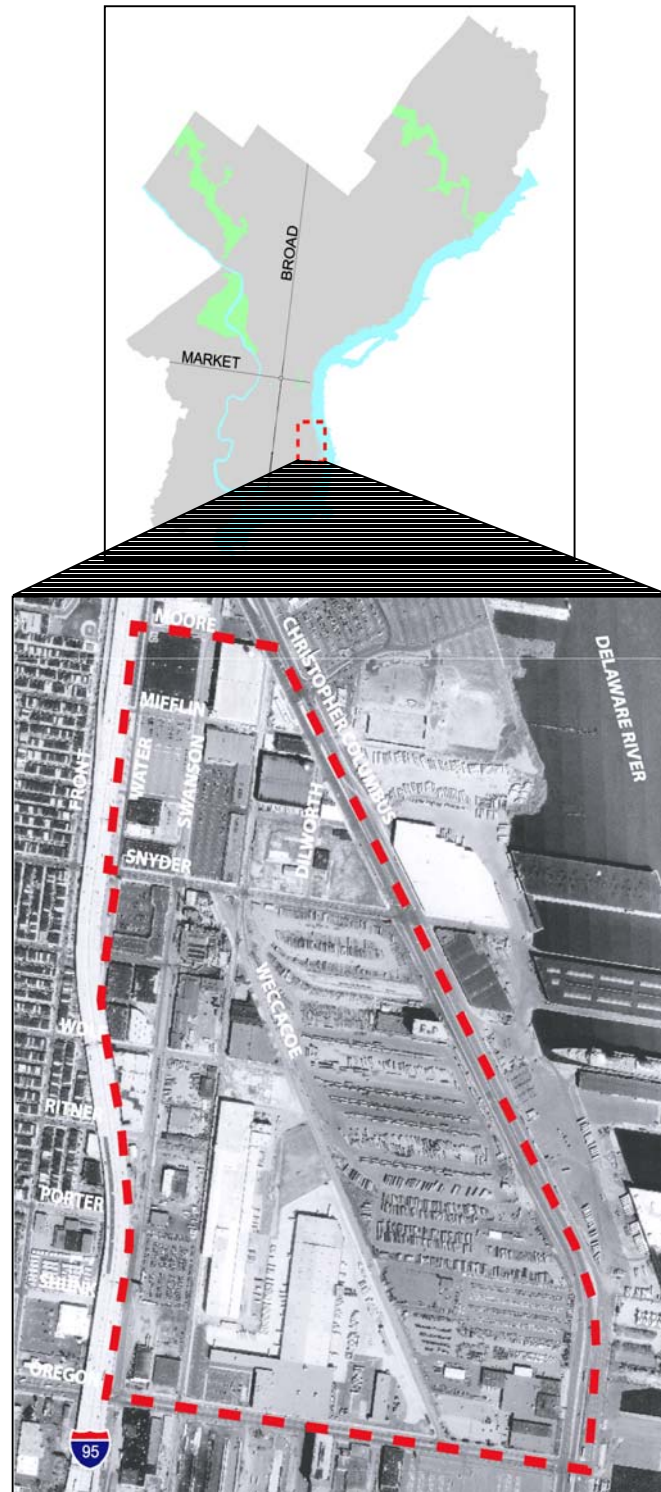 BROAD
MARKET
MOORE
CHRISTOPHER COLUMBUS
DELAWARE RIVER
MIFFLIN
FRONT
WATER
SWANSON
DILWORTH
SNYDER
WECCACOE
RITNER
PORTER
SHUNK
OREGON
95